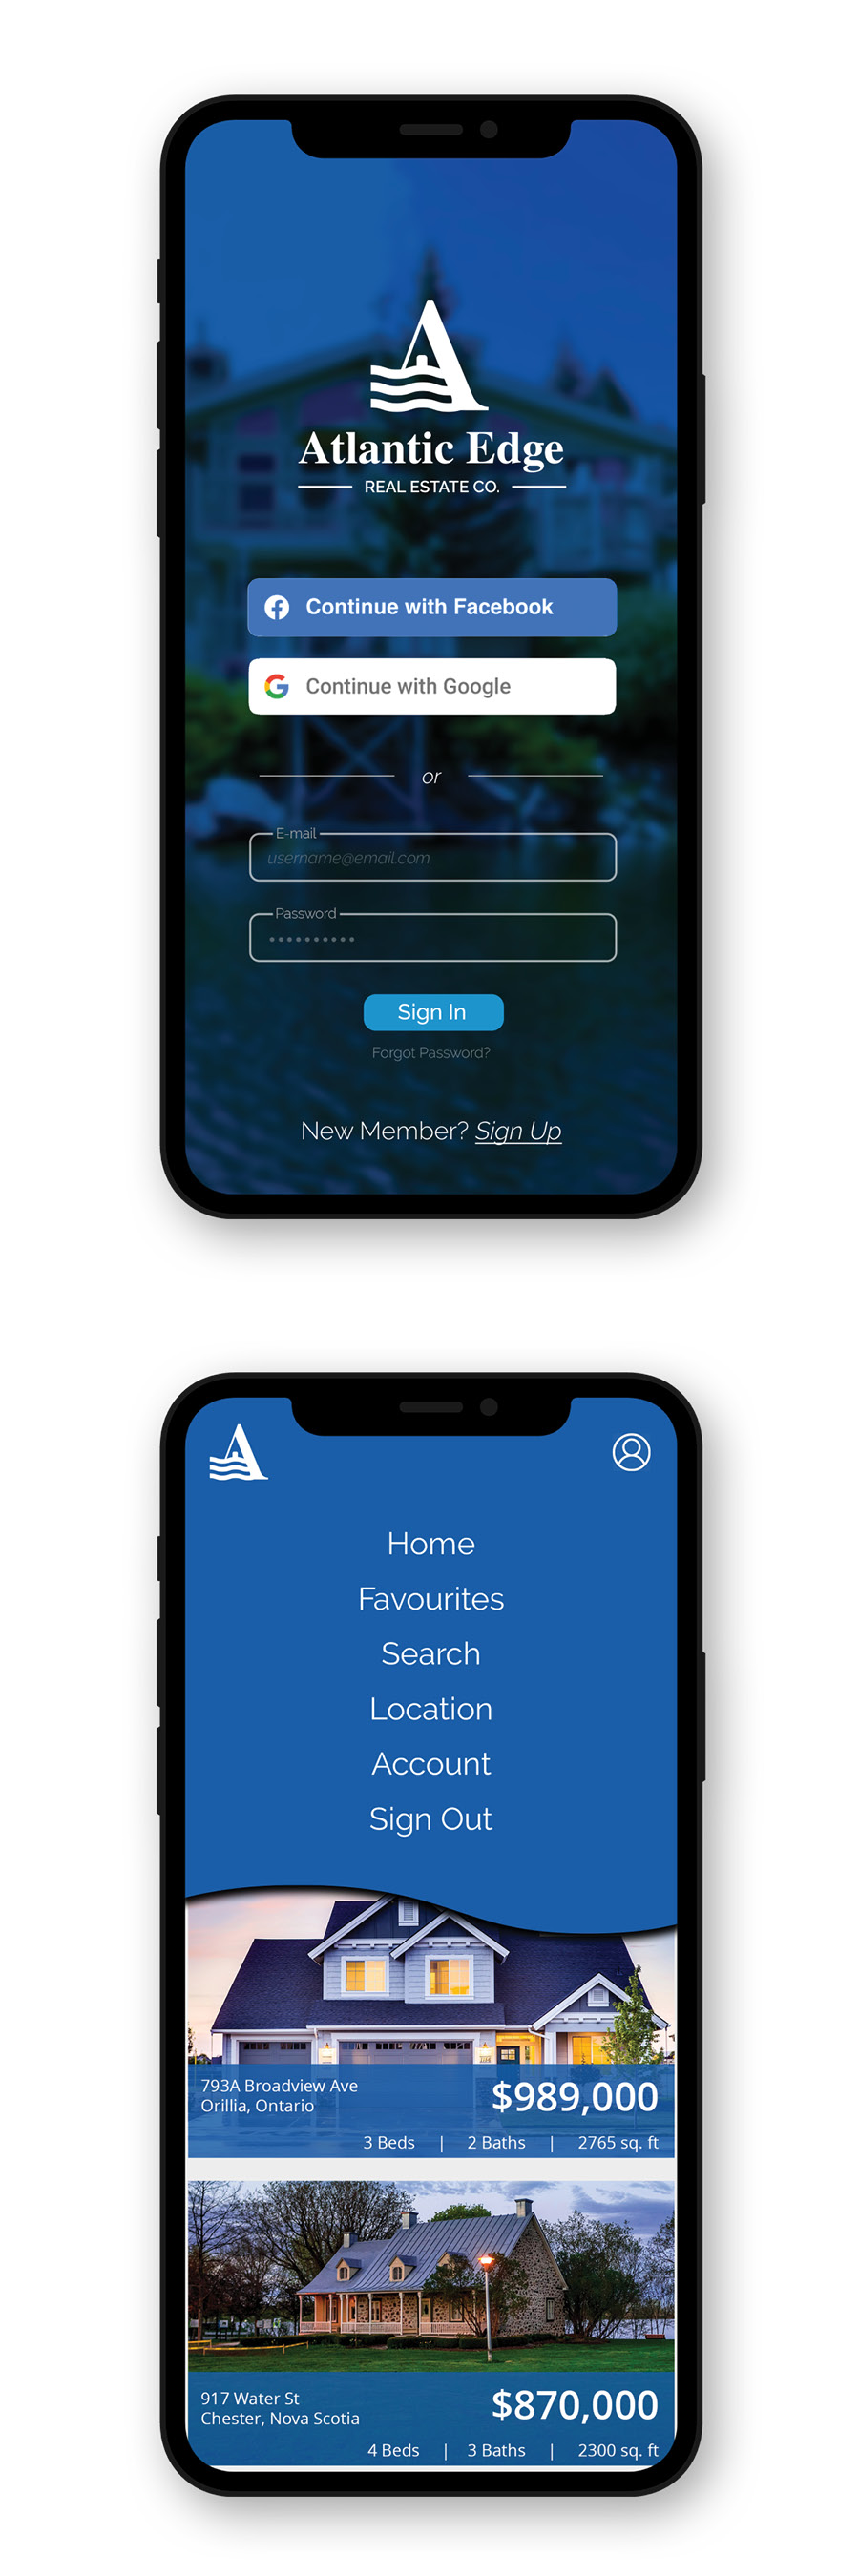 Atlantic Edge
REAL ESTATE CO.
Continue with Facebook
Continue with Google
or
E-mail
username@email.com
Password
Sign In
Forgot Password?
New Member? Sign Up
Home
Favourites
Search
Location
Account
Sign Out
793A Broadview Ave
Orillia, Ontario
$989,000
3 Beds | 2 Baths | 2765 sq. ft
917 Water St
Chester, Nova Scotia
$870,000
4 Beds | 3 Baths | 2300 sq. ft